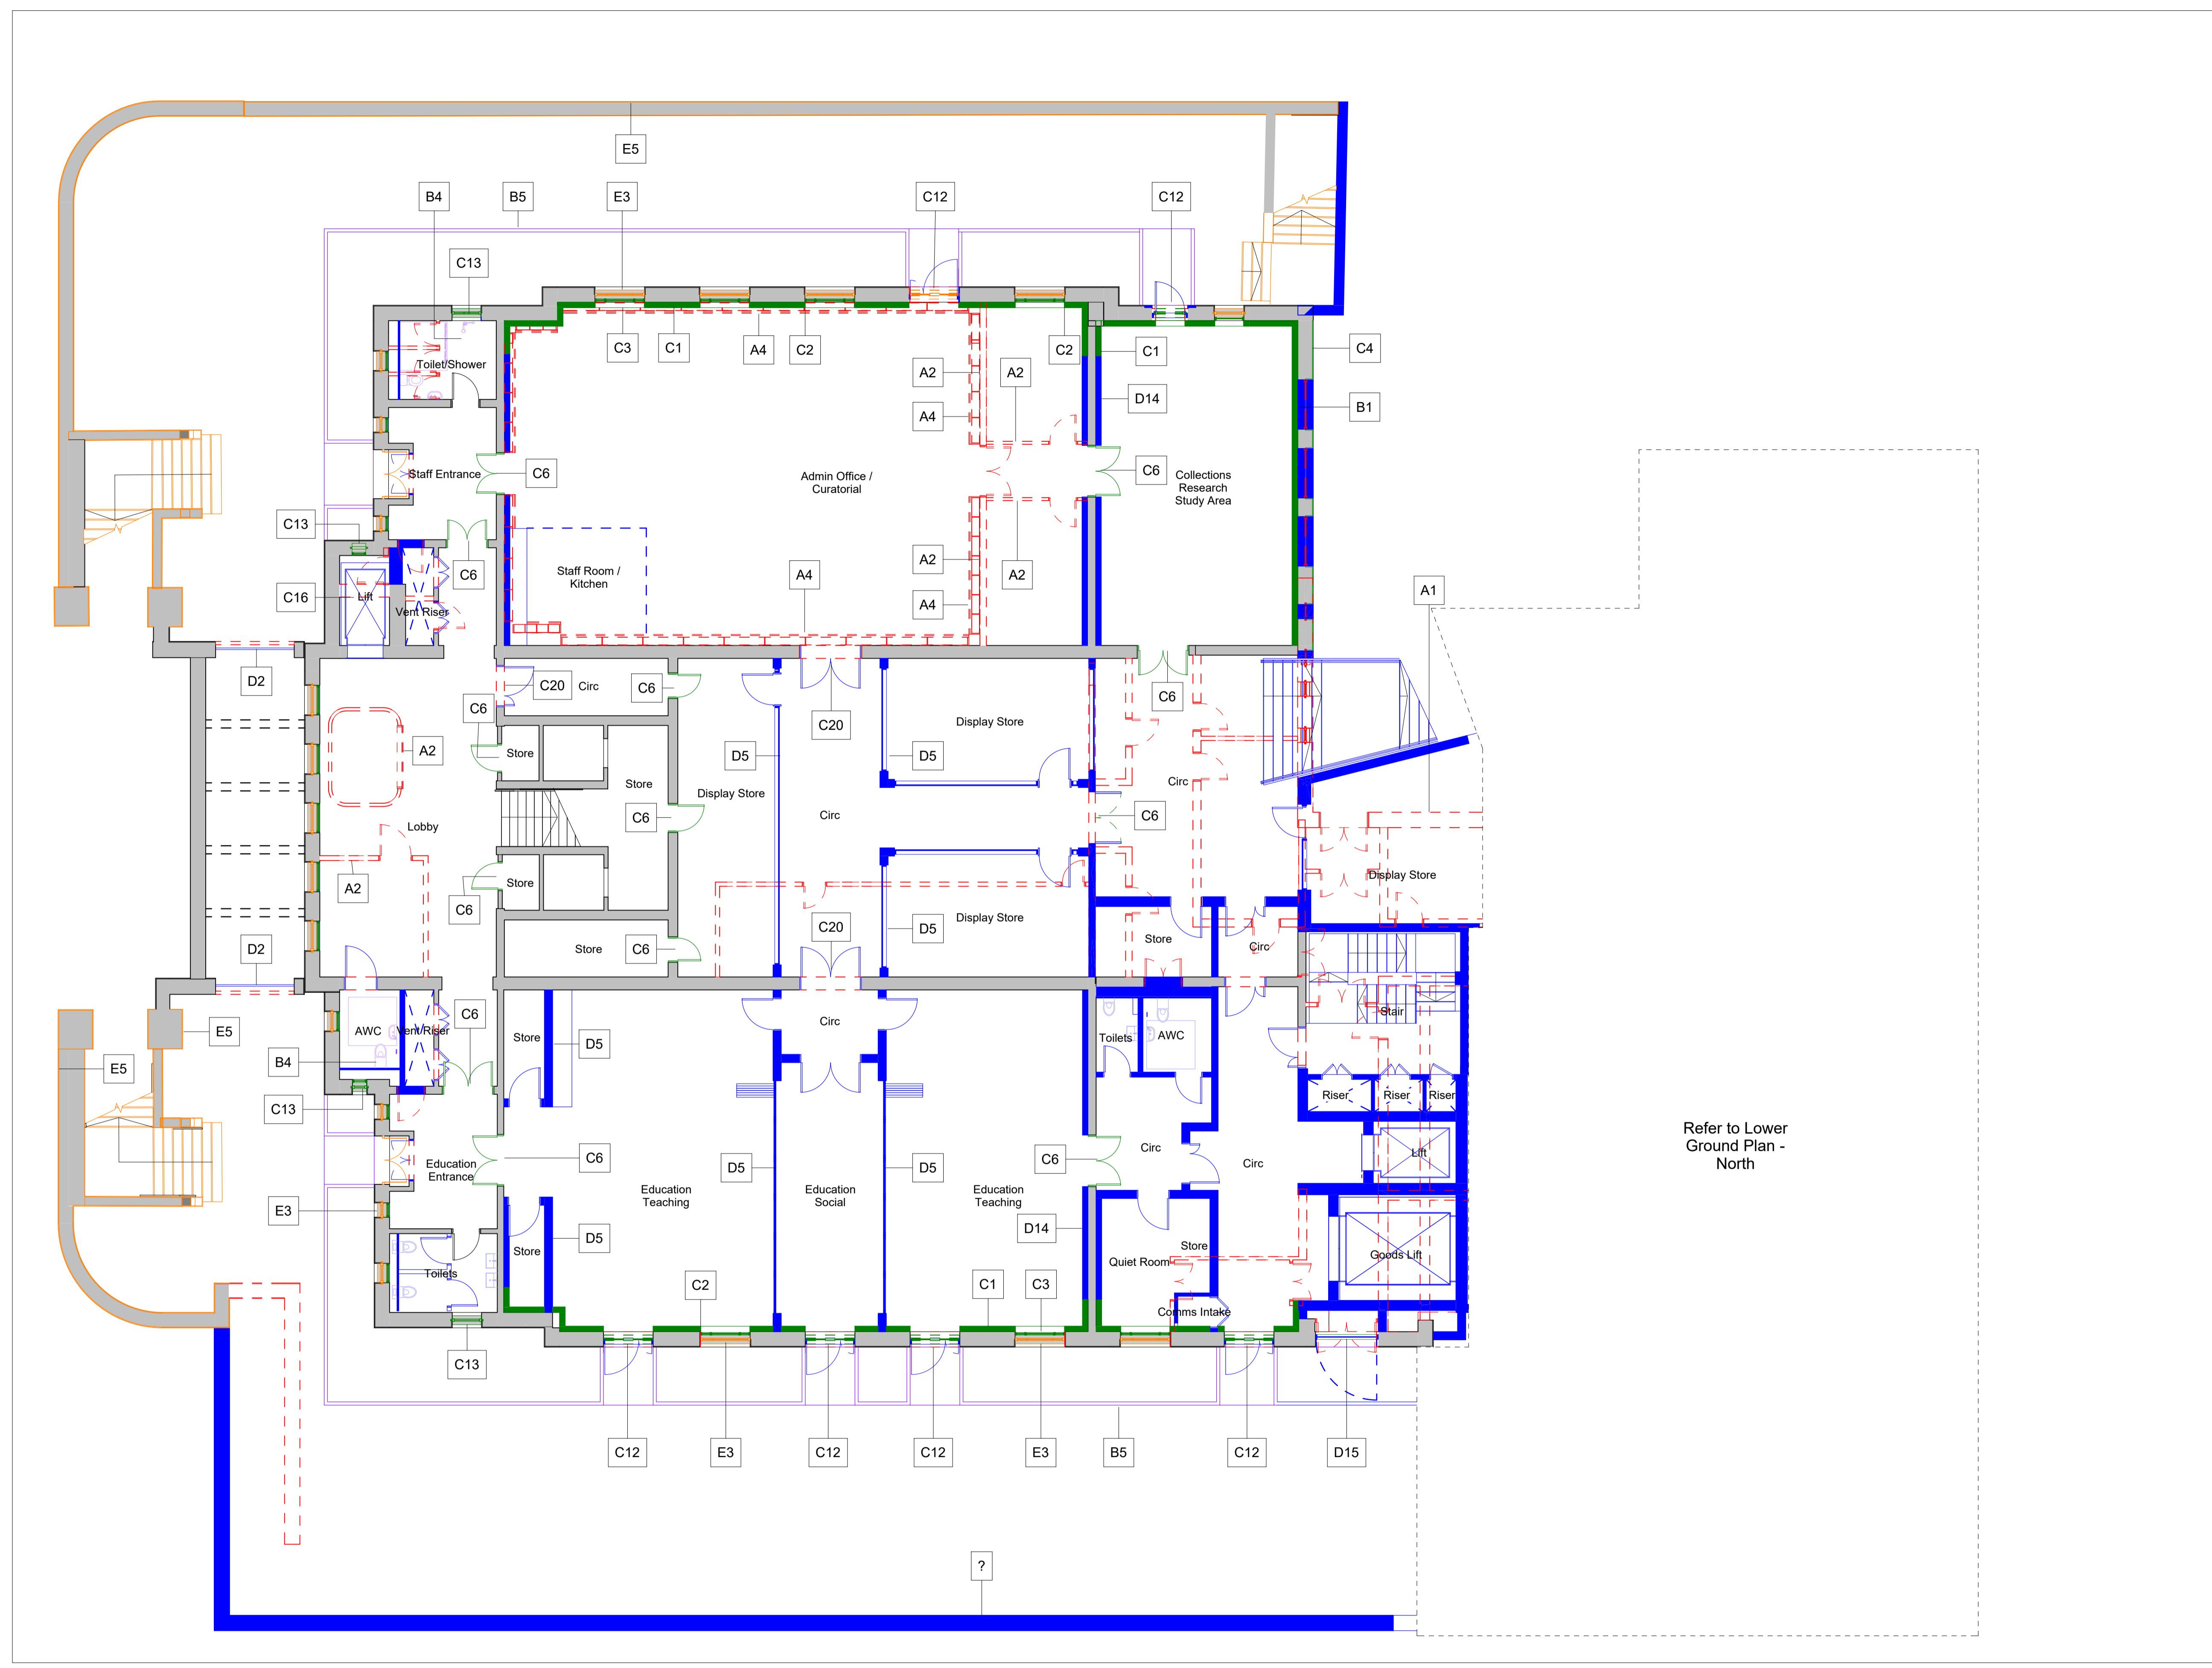 E5
B4
B5
E3
C12
C12
C13
C3
C1
A4
C2
C2
C1
C4
Toilet/Shower
A2
A2
D14
B1
A4
Staff Entrance
C6
Admin Office /
Curatorial
C6
Collections
Research
Study Area
C13
C6
Staff Room /
Kitchen
A4
A2
A2
A1
C16
Lift
Vent Riser
A4
D2
C20
Circ
C6
C6
C6
C20
Display Store
A2
Store
D5
D5
Store
Display Store
Circ
Circ
C6
C6
Lobby
A2
C6
Store
Display Store
D2
Store
C6
C20
Display Store
D5
Store
Circ
E5
AWC
Vent Riser
C6
Store
D5
Circ
Toilets
AWC
Stair
E5
B4
C13
Riser
Riser
Riser
Refer to Lower
Ground Plan -
North
Education
Entrance
C6
D5
D5
C6
Circ
Circ
Lift
E3
Education
Teaching
Education
Social
Education
Teaching
D14
Store
D5
Store
Quiet Room
Goods Lift
Toilets
C2
C1
C3
Comms Intake
C13
C12
E3
C12
C12
E3
B5
C12
D15
?